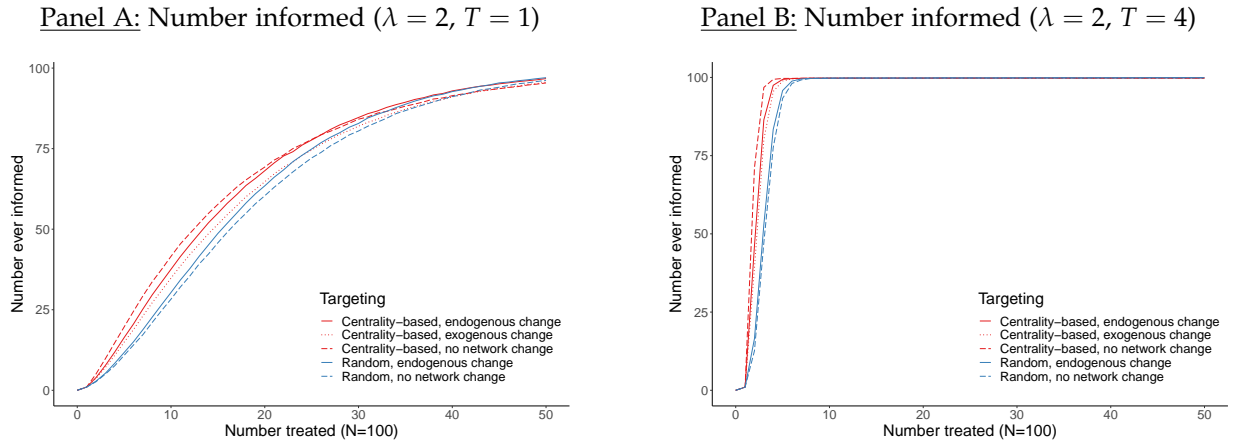 Panel A: Number informed (λ = 2, T = 1)
100
75
50
25
0
Number ever informed
0 10 20 30 40 50
Number treated (N=100)
Targeting
Centrality−based, endogenous change
Centrality−based, exogenous change
Centrality−based, no network change
Random, endogenous change
Random, no network change
Panel B: Number informed (λ = 2, T = 4)
100
75
50
25
0
Number ever informed
0 10 20 30 40 50
Number treated (N=100)
Targeting
Centrality−based, endogenous change
Centrality−based, exogenous change
Centrality−based, no network change
Random, endogenous change
Random, no network change